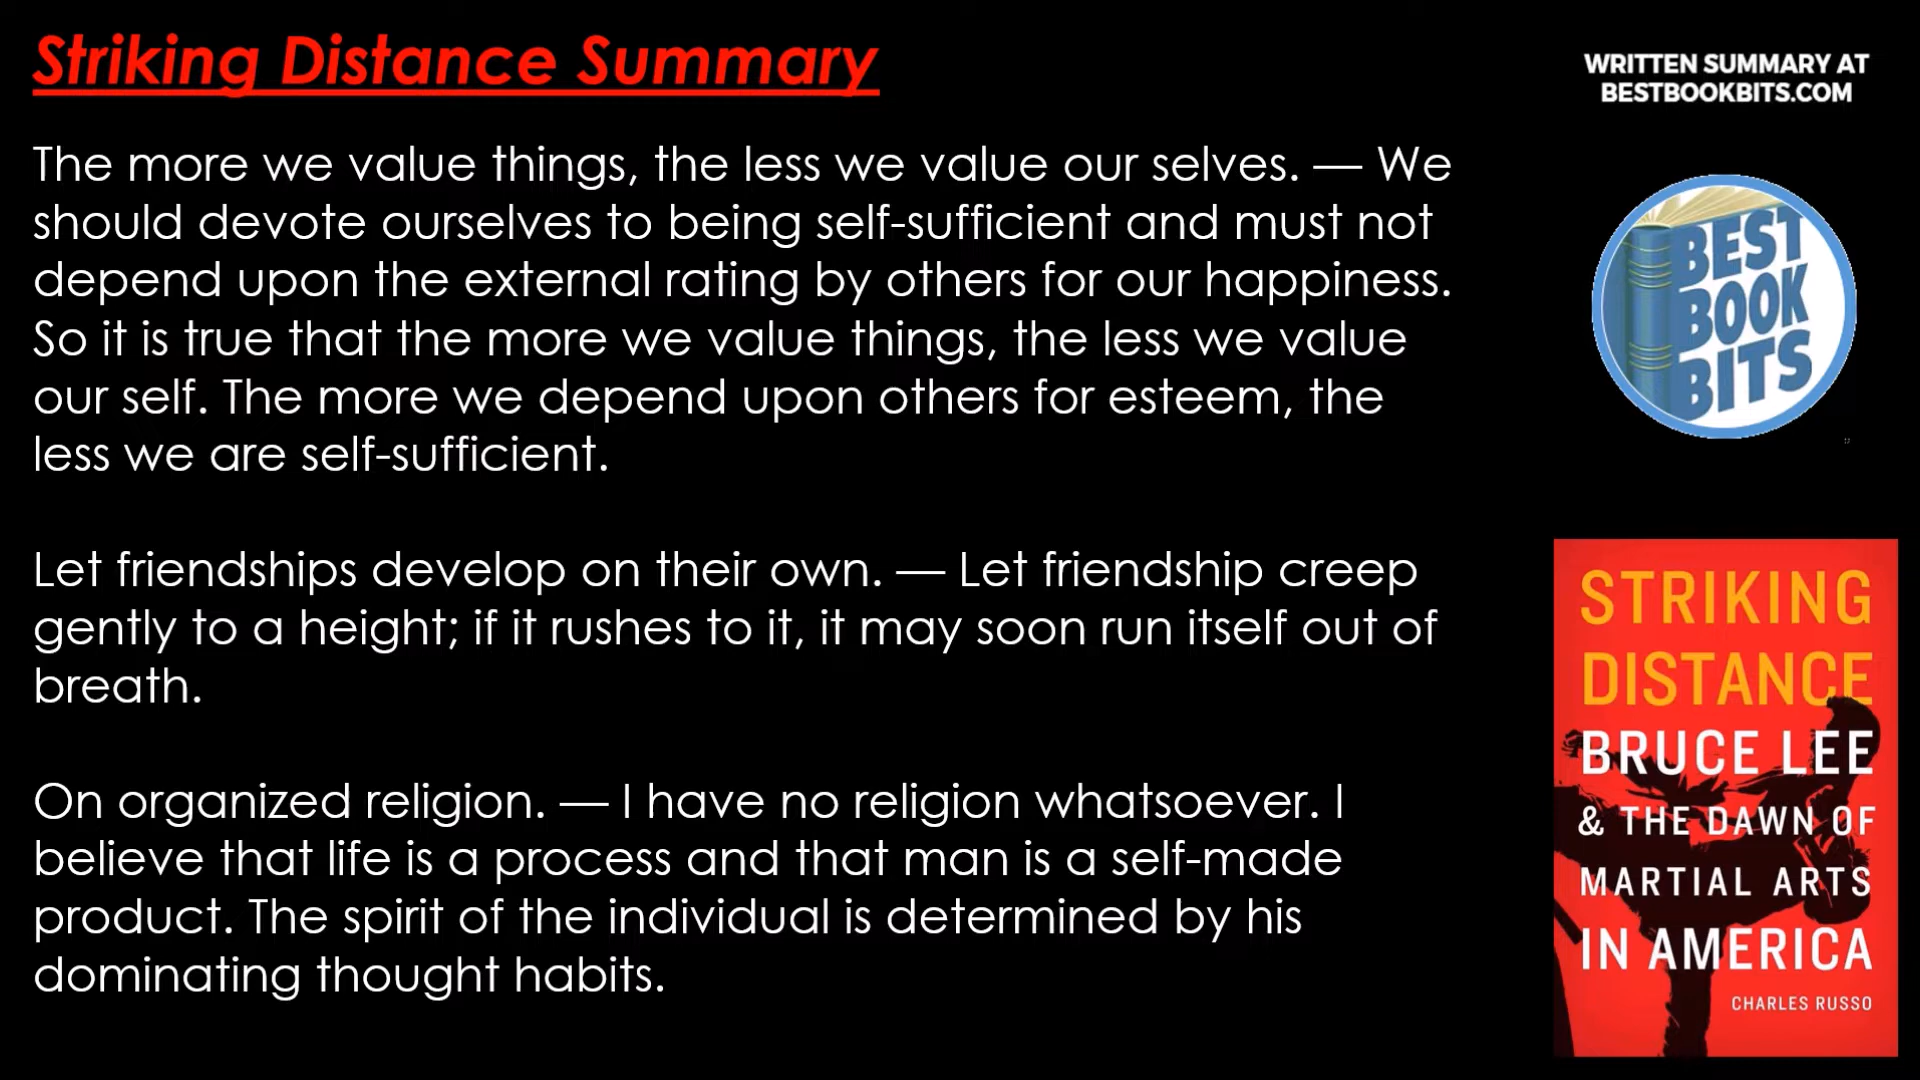 Striking Distance Summary
WRITTEN SUMMARY AT
BESTBOOKBITS.COM
The more we value things, the less we value our selves. — We
should devote ourselves to being self-sufficient and must not
depend upon the external rating by others for our happiness.
So it is true that the more we value things, the less we value
our self. The more we depend upon others for esteem, the
less we are self-sufficient.
Let friendships develop on their own. — Let friendship creep
gently to a height; if it rushes to it, it may soon run itself out of
breath.
On organized religion. — I have no religion whatsoever. I
believe that life is a process and that man is a self-made
product. The spirit of the individual is determined by his
dominating thought habits.
BEST
BOOK
BITS
STRIKING
DISTANCE
BRUCE LEE
& THE DAWN OF
MARTIAL ARTS
IN AMERICA
CHARLES RUSSO